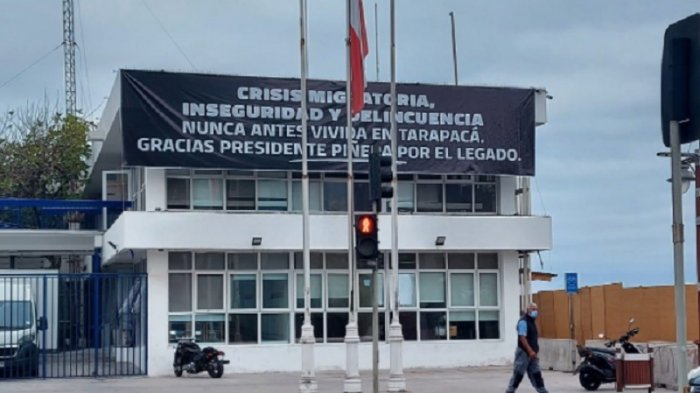 CRISIS MIGRATORIA,
INSEGURIDAD Y DELINCUENCIA
NUNCA ANTES VIVIDA EN TARAPACÁ.
GRACIAS PRESIDENTE PIÑERA POR EL LEGADO.